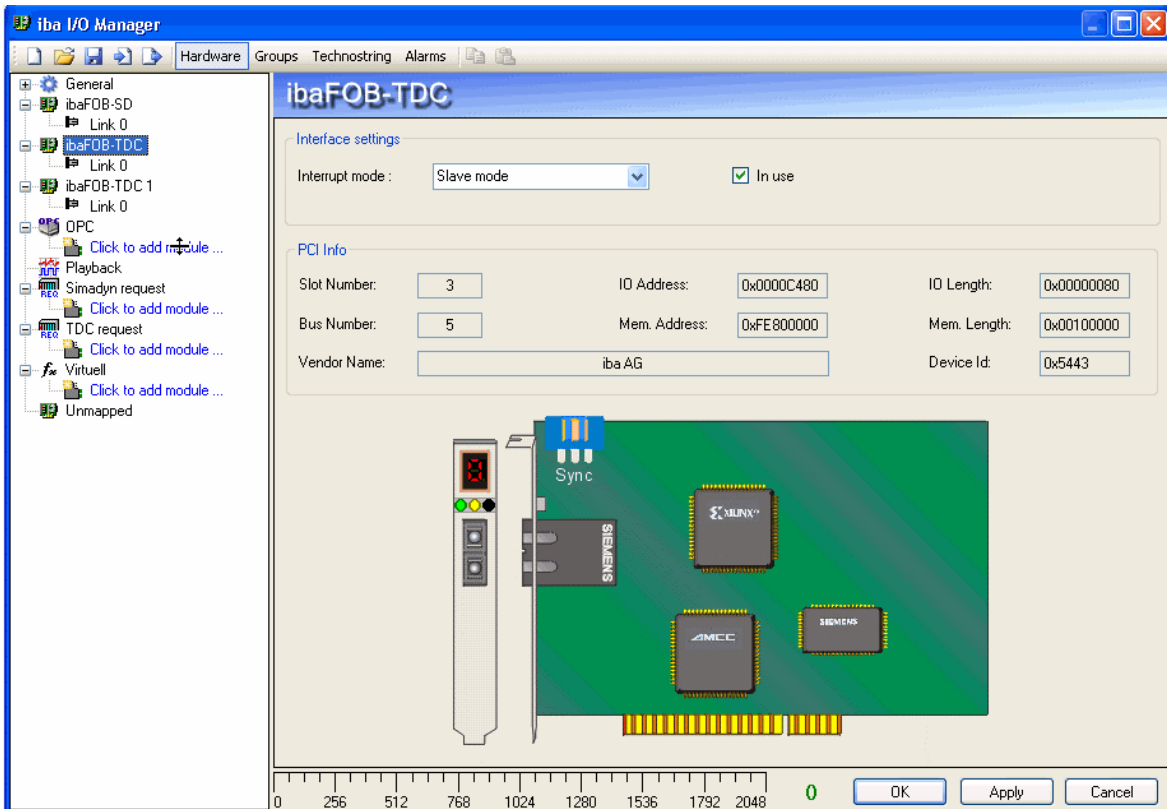 iba I/O Manager
Hardware Groups Technostring Alarms
General
ibaFOB-SD
Link 0
ibaFOB-TDC
Link 0
ibaFOB-TDC 1
Link 0
OPC
OPC
Click to add module ...
Playback
REQ
Simadyn request
Click to add module ...
REQ
TDC request
Click to add module ...
fx Virtuell
Click to add module ...
Unmapped
ibaFOB-TDC
Interface settings
Interrupt mode : Slave mode In use
PCI Info
Slot Number: 3 IO Address: 0x0000C480 IO Length: 0x00000080
Bus Number: 5 Mem. Address: 0xFE800000 Mem. Length: 0x00100000
Vendor Name: iba AG Device Id: 0x5443
Sync
SIEMENS
XILINX
AMCC
SIEMENS
0 256 512 768 1024 1280 1536 1792 2048
0 OK Apply Cancel